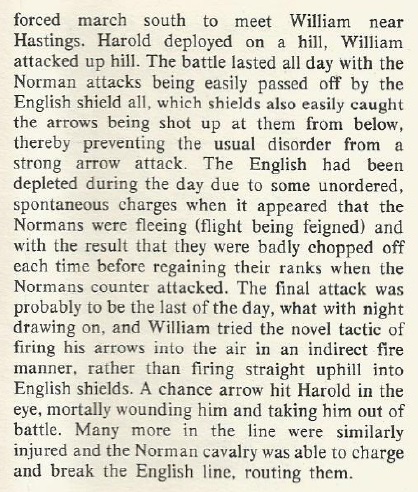 forced march south to meet William near
Hastings. Harold deployed on a hill, William
attacked up hill. The battle lasted all day with the
Norman attacks being easily passed off by the
English shield all, which shields also easily caught
the arrows being shot up at them from below,
thereby preventing the usual disorder from a
strong arrow attack. The English had been
depleted during the day due to some unordered,
spontaneous charges when it appeared that the
Normans were fleeing (flight being feigned) and
with the result that they were badly chopped off
each time before regaining their ranks when the
Normans counter attacked. The final attack was
probably to be the last of the day, what with night
drawing on, and William tried the novel tactic of
firing his arrows into the air in an indirect fire
manner, rather than firing straight uphill into
English shields. A chance arrow hit Harold in the
eye, mortally wounding him and taking him out of
battle. Many more in the line were similarly
injured and the Norman cavalry was able to charge
and break the English line, routing them.